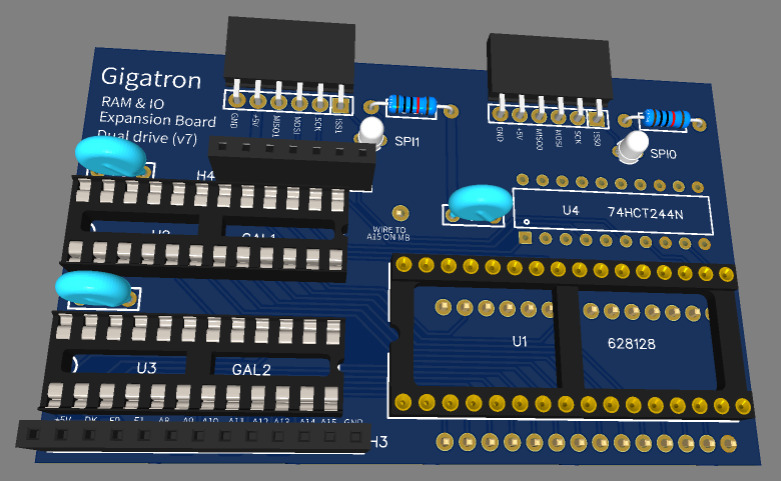 Gigatron
RAM & IO
Expansion Board
Dual drive (v7)
GND
+5V
MISO1
MOSI
SCK
/SS1
SPI1
GND
+5V
MISO0
MOSI
SCK
/SS0
SPI0
H4
WIRE TO
A15 ON MB
U4 74HCT244N
GAL1
U1 628128
U3 GAL2
A8 A9 A10 A11 A12 A13 A14 A15 GND
H3